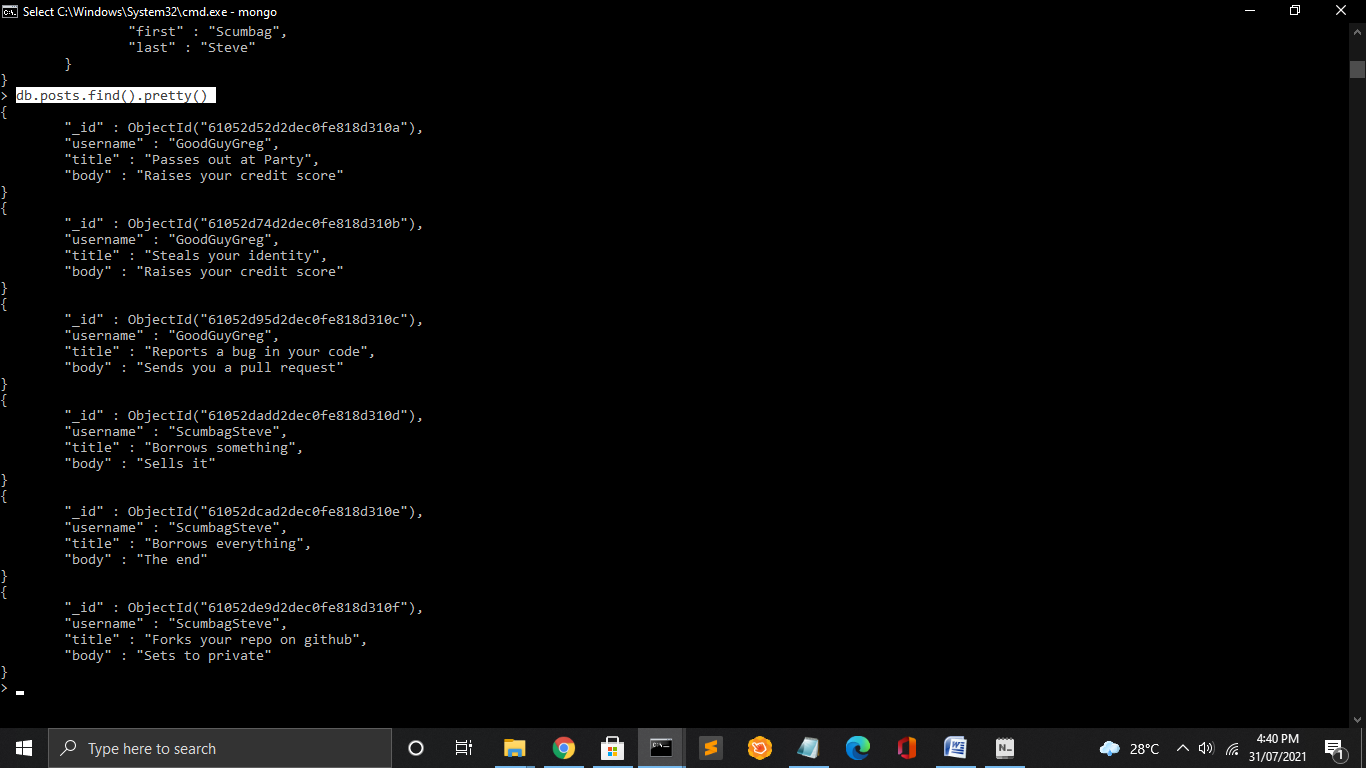 Select C:\Windows\System32\cmd.exe - mongo
"first" : "Scumbag",
"last" : "Steve"
}
}
> db.posts.find().pretty()
{
"_id" : ObjectId("61052d52d2dec0fe818d310a"),
"username" : "GoodGuyGreg",
"title" : "Passes out at Party",
"body" : "Raises your credit score"
}
{
"_id" : ObjectId("61052d74d2dec0fe818d310b"),
"username" : "GoodGuyGreg",
"title" : "Steals your identity",
"body" : "Raises your credit score"
}
{
"_id" : ObjectId("61052d95d2dec0fe818d310c"),
"username" : "GoodGuyGreg",
"title" : "Reports a bug in your code",
"body" : "Sends you a pull request"
}
{
"_id" : ObjectId("61052dadd2dec0fe818d310d"),
"username" : "ScumbagSteve",
"title" : "Borrows something",
"body" : "Sells it"
}
{
"_id" : ObjectId("61052dcad2dec0fe818d310e"),
"username" : "ScumbagSteve",
"title" : "Borrows everything",
"body" : "The end"
}
{
"_id" : ObjectId("61052de9d2dec0fe818d310f"),
"username" : "ScumbagSteve",
"title" : "Forks your repo on github",
"body" : "Sets to private"
}
>
Type here to search
28°C
4:40 PM
31/07/2021
1